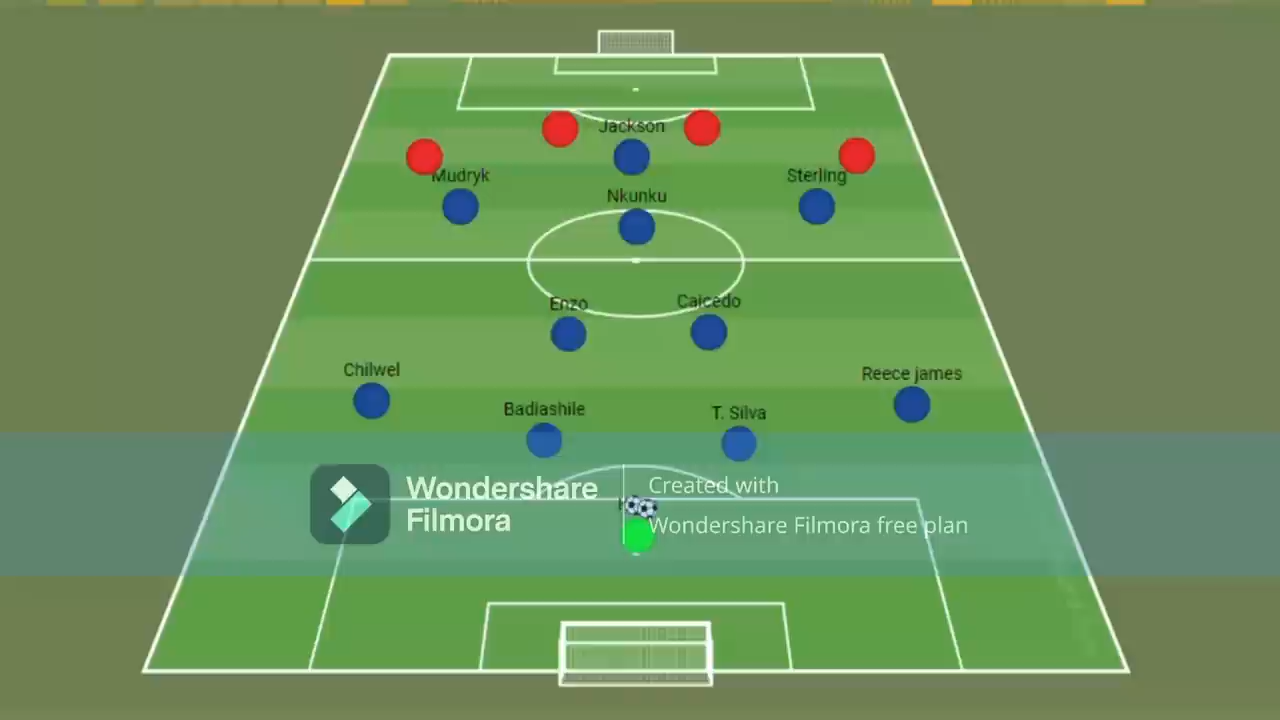 Jackson
Mudryk
Sterling
Nkunku
Enzo
Caicedo
Chilwel
Reece james
Badiashile
T. Silva
Wondershare
Filmora
Created with
Wondershare Filmora free plan